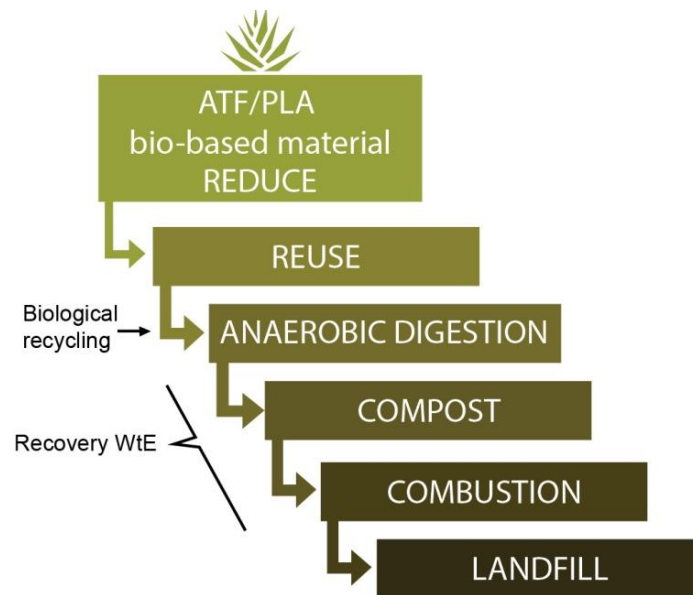 ATF/PLA
bio-based material
REDUCE
REUSE
Biological
recycling
ANAEROBIC DIGESTION
COMPOST
Recovery WtE
COMBUSTION
LANDFILL